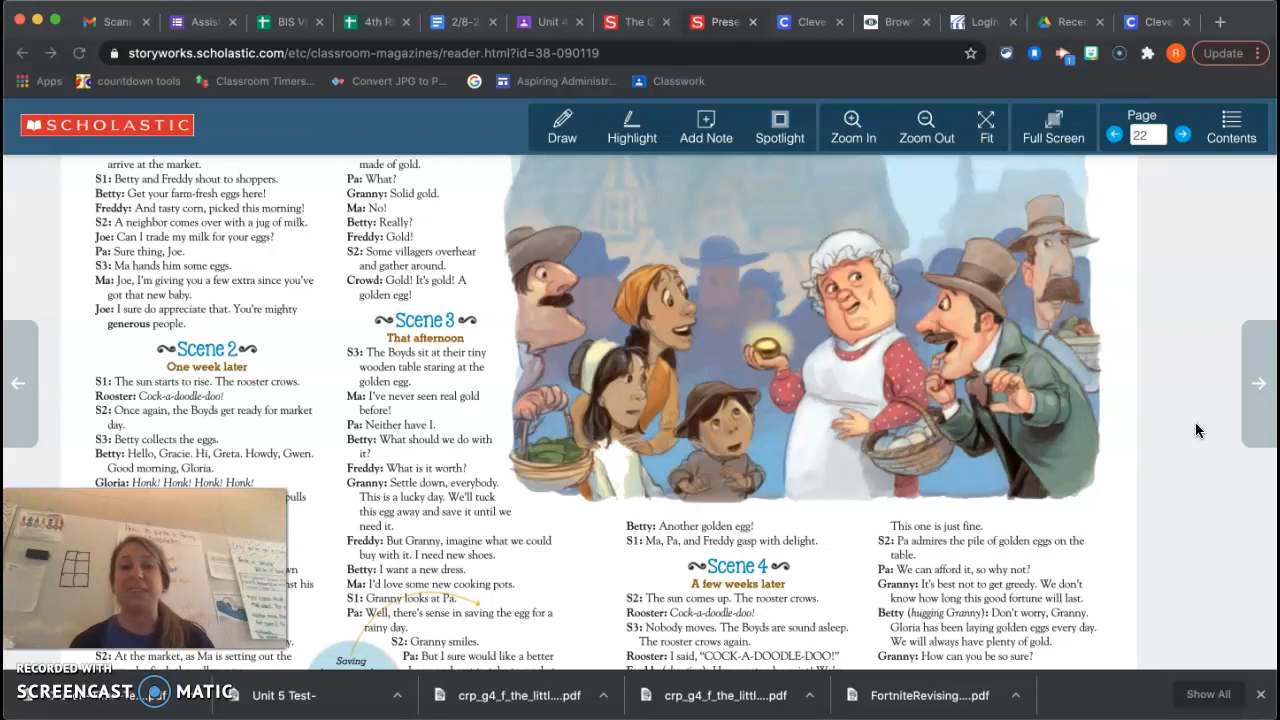 Scann
Assist
BIS Vi
4th R
2/8-2
Unit 4
The G
Prese
Cleve
Brow
Login
Recen
Cleve
storyworks.scholastic.com/etc/classroom-magazines/reader.html?id=38-090119
R
Update
Apps
countdown tools
Classroom Timers...
Convert JPG to P...
Aspiring Administr...
Classwork
SCHOLASTIC
Draw
Highlight
Add Note
Spotlight
Zoom In
Zoom Out
Fit
Full Screen
Page
22
Contents
arrive at the market.
S1: Betty and Freddy shout to shoppers.
Betty: Get your farm-fresh eggs here!
Freddy: And tasty corn, picked this morning!
S2: A neighbor comes over with a jug of milk.
Joe: Can I trade my milk for your eggs?
Pa: Sure thing, Joe.
S3: Ma hands him some eggs.
Ma: Joe, I'm giving you a few extra since you've
got that new baby.
Joe: I sure do appreciate that. You're mighty
generous people.
Scene 2
One week later
S1: The sun starts to rise. The rooster crows.
Rooster: Cock-a-doodle-doo!
S2: Once again, the Boyds get ready for market
day.
S3: Betty collects the eggs.
Betty: Hello, Gracie. Hi, Greta. Howdy, Gwen.
Good morning, Gloria.
Gloria: Honk! Honk! Honk! Honk!
S2: At the market, as Ma is setting out the
made of gold.
Pa: What?
Granny: Solid gold.
Ma: No!
Betty: Really?
Freddy: Gold!
S2: Some villagers overhear
and gather around.
Crowd: Gold! It's gold! A
golden egg!
Scene 3
That afternoon
S3: The Boyds sit at their tiny
wooden table staring at the
golden egg.
Ma: I've never seen real gold
before!
Pa: Neither have I.
Betty: What should we do with
it?
Freddy: What is it worth?
Granny: Settle down, everybody.
This is a lucky day. We'll tuck
this egg away and save it until we
need it.
Freddy: But Granny, imagine what we could
buy with it. I need new shoes.
Betty: I want a new dress.
Ma: I'd love some new cooking pots.
S1: Granny looks at Pa.
Pa: Well, there's sense in saving the egg for a
rainy day.
S2: Granny smiles.
Pa: But I sure would like a better
Saving
Betty: Another golden egg!
S1: Ma, Pa, and Freddy gasp with delight.
Scene 4
A few weeks later
S2: The sun comes up. The rooster crows.
Rooster: Cock-a-doodle-doo!
S3: Nobody moves. The Boyds are sound asleep.
The rooster crows again.
Rooster: I said, "COCK-A-DOODLE-DOO!"
This one is just fine.
S2: Pa admires the pile of golden eggs on the
table.
Pa: We can afford it, so why not?
Granny: It's best not to get greedy. We don't
know how long this good fortune will last.
Betty (hugging Granny): Don't worry, Granny.
Gloria has been laying golden eggs every day.
We will always have plenty of gold.
Granny: How can you be so sure?
RECORDED WITH
SCREENCAST MATIC
Unit 5 Test-
crp_g4_f_the_littl....pdf
crp_g4_f_the_littl....pdf
FortniteRevising....pdf
Show All